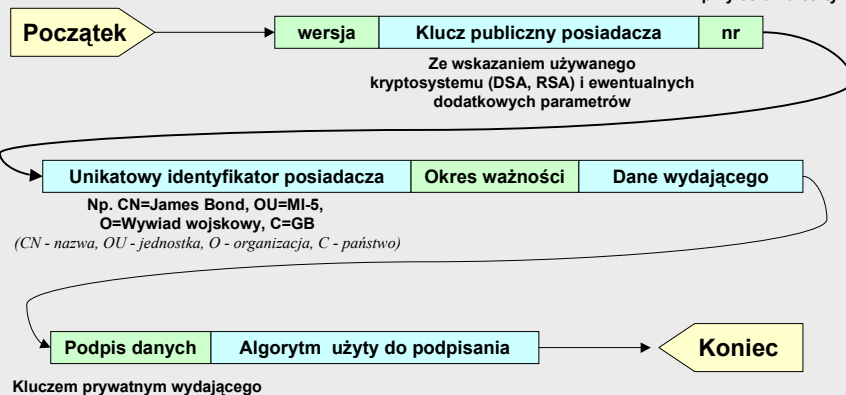 Początek
wersja
Klucz publiczny posiadacza
nr
Ze wskazaniem używanego
kryptosystemu (DSA, RSA) i ewentualnych
dodatkowych parametrów
Unikatowy identyfikator posiadacza
Okres ważności
Dane wydającego
Np. CN=James Bond, OU=MI-5,
O=Wywiad wojskowy, C=GB
(CN - nazwa, OU - jednostka, O - organizacja, C - państwo)
Podpis danych
Algorytm użyty do podpisania
Koniec
Kluczem prywatnym wydającego